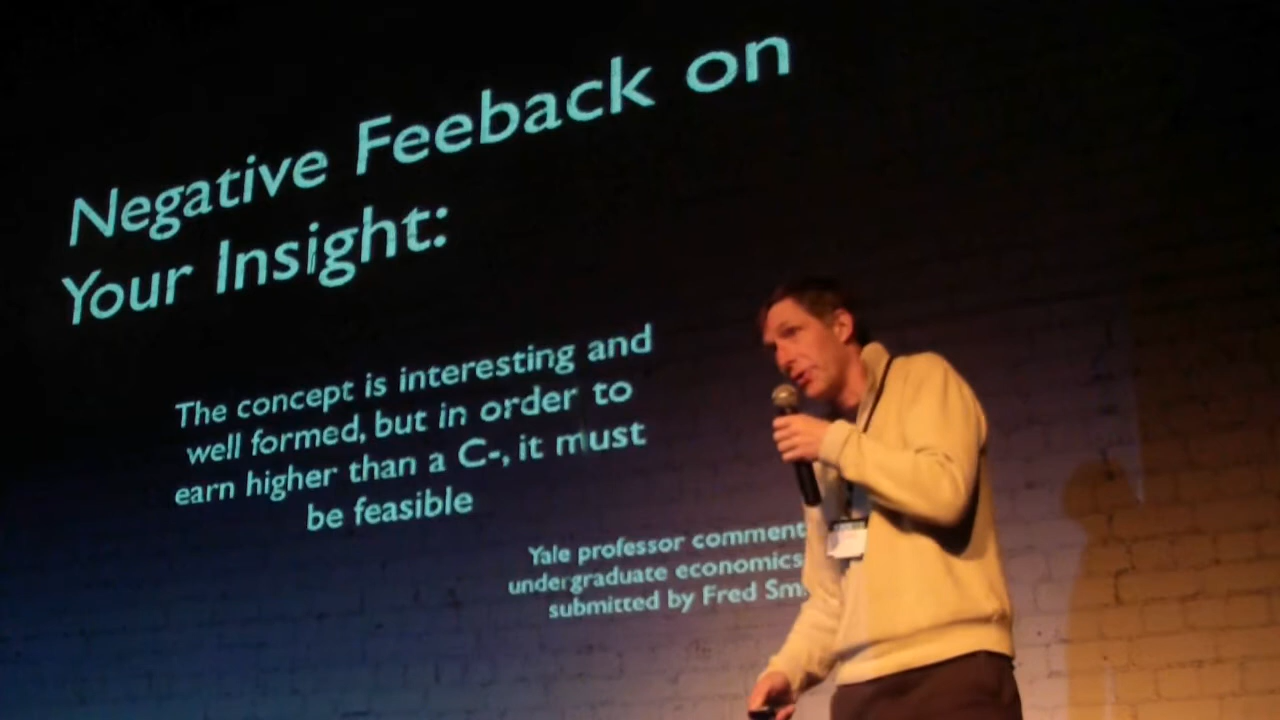 Negative Feeback on
Your Insight:
The concept is interesting and
well formed, but in order to
earn higher than a C-, it must
be feasible
Yale professor comment
undergraduate economics
submitted by Fred Sm